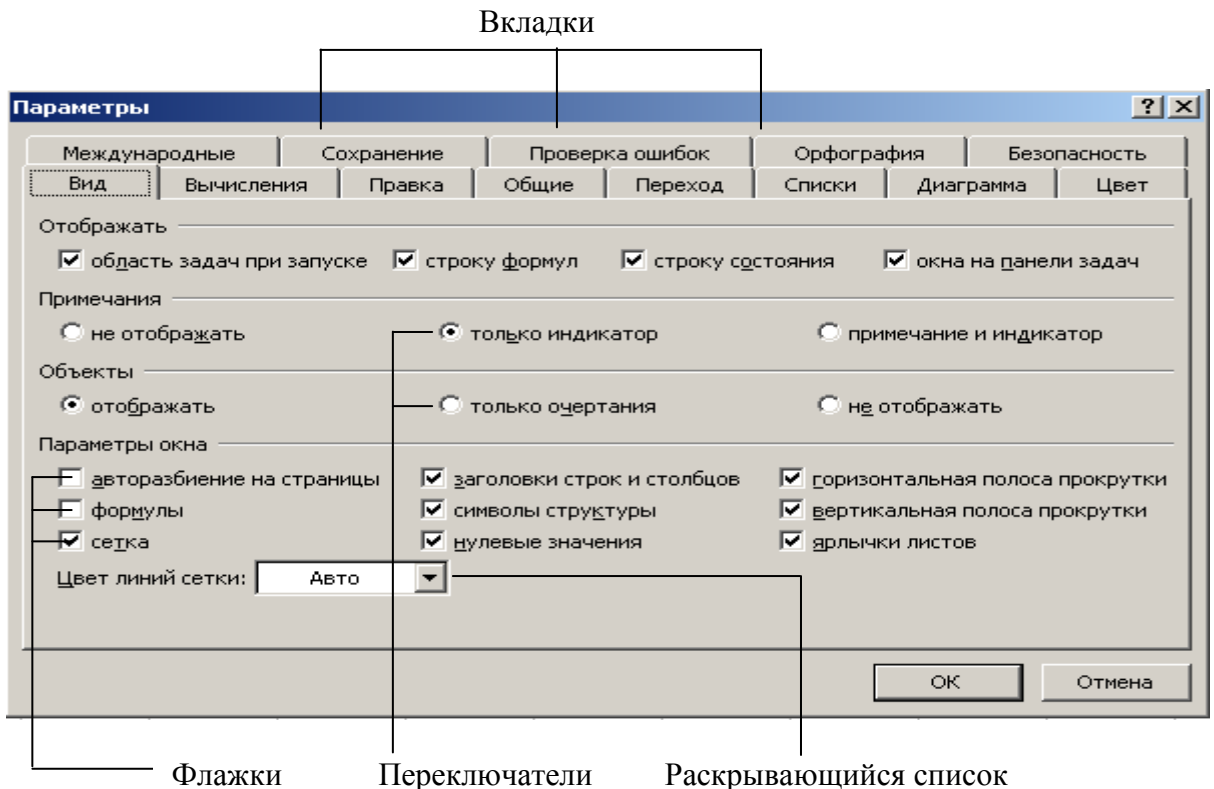 Вкладки
Параметры
Международные Сохранение Проверка ошибок Орфография Безопасность
Вид Вычисления Правка Общие Переход Списки Диаграмма Цвет
Отображать
область задач при запуске строку формул строку состояния окна на панели задач
Примечания
не отображать только индикатор примечание и индикатор
Объекты
отображать только очертания не отображать
Параметры окна
авторазбиение на страницы заголовки строк и столбцов горизонтальная полоса прокрутки
формулы символы структуры вертикальная полоса прокрутки
сетка нулевые значения ярлычки листов
Цвет линий сетки: Авто
ОК Отмена
Флажки Переключатели Раскрывающийся список